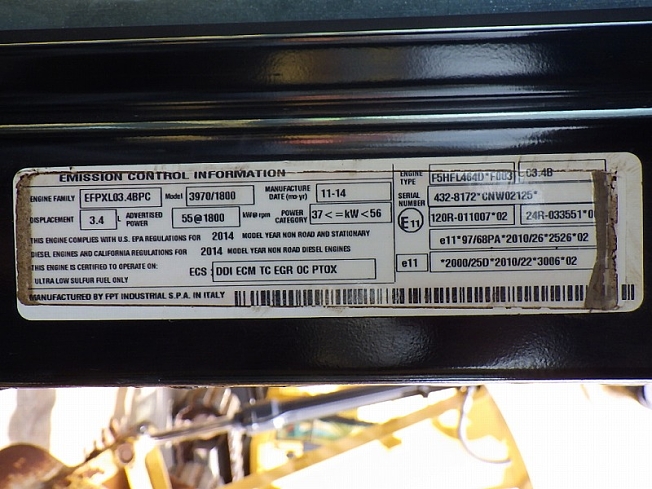 EMISSION CONTROL INFORMATION
ENGINE FAMILY EFPXL03.4BPC Model 3970/1800 MANUFACTURE DATE (mo-yr) 11-14
DISPLACEMENT 3.4 L ADVERTISED POWER 55@1800 kW@rpm POWER CATEGORY 37<=kW<56
THIS ENGINE COMPLIES WITH U.S. EPA REGULATIONS FOR 2014 MODEL YEAR NON ROAD AND STATIONARY
DIESEL ENGINES AND CALIFORNIA REGULATIONS FOR 2014 MODEL YEAR NON ROAD DIESEL ENGINES
THIS ENGINE IS CERTIFIED TO OPERATE ON:
ULTRA LOW SULFUR FUEL ONLY
ECS: DDI ECM TC EGR OC PTOX
MANUFACTURED BY FPT INDUSTRIAL S.P.A. IN ITALY
ENGINE TYPE F5HFL464D*F003 C3.4B
SERIAL NUMBER 432-8172*CNW02125*
E11 120R-011007*02 24R-033551*
e11*97/68PA*2010/26*2526*02
e11 *2000/25D*2010/22*3006*02